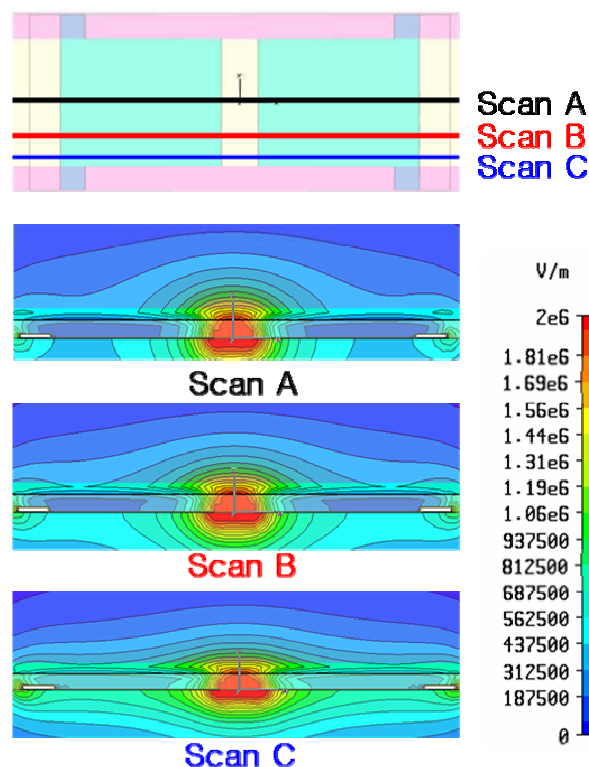 Scan A
Scan B
Scan C
Scan A
Scan B
Scan C
V/m
2e6
1.81e6
1.69e6
1.56e6
1.44e6
1.31e6
1.19e6
1.06e6
937500
812500
687500
562500
437500
312500
187500
0